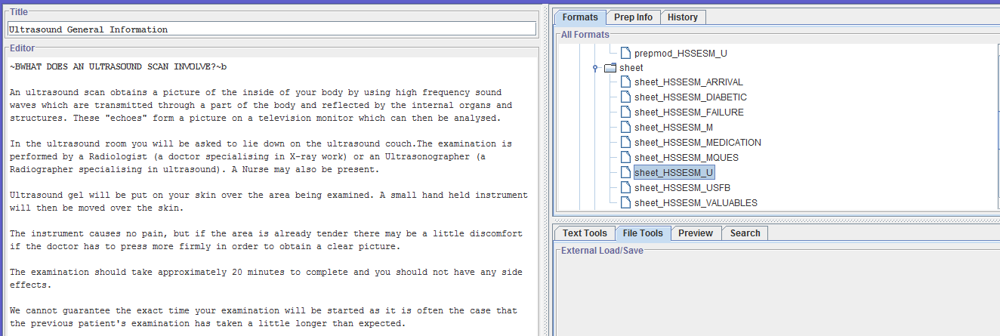 Title
Ultrasound General Information
Editor
~BWHAT DOES AN ULTRASOUND SCAN INVOLVE?~b
An ultrasound scan obtains a picture of the inside of your body by using high frequency sound
waves which are transmitted through a part of the body and reflected by the internal organs and
structures. These "echoes" form a picture on a television monitor which can then be analysed.
In the ultrasound room you will be asked to lie down on the ultrasound couch.The examination is
performed by a Radiologist (a doctor specialising in X-ray work) or an Ultrasonographer (a
Radiographer specialising in ultrasound). A Nurse may also be present.
Ultrasound gel will be put on your skin over the area being examined. A small hand held instrument
will then be moved over the skin.
The instrument causes no pain, but if the area is already tender there may be a little discomfort
if the doctor has to press more firmly in order to obtain a clear picture.
The examination should take approximately 20 minutes to complete and you should not have any side
effects.
We cannot guarantee the exact time your examination will be started as it is often the case that
the previous patient's examination has taken a little longer than expected.
Formats
Prep Info
History
All Formats
prepmod_HSSESM_U
sheet
sheet_HSSESM_ARRIVAL
sheet_HSSESM_DIABETIC
sheet_HSSESM_FAILURE
sheet_HSSESM_M
sheet_HSSESM_MEDICATION
sheet_HSSESM_MQUES
sheet_HSSESM_U
sheet_HSSESM_USFB
sheet_HSSESM_VALUABLES
Text Tools
File Tools
Preview
Search
External Load/Save